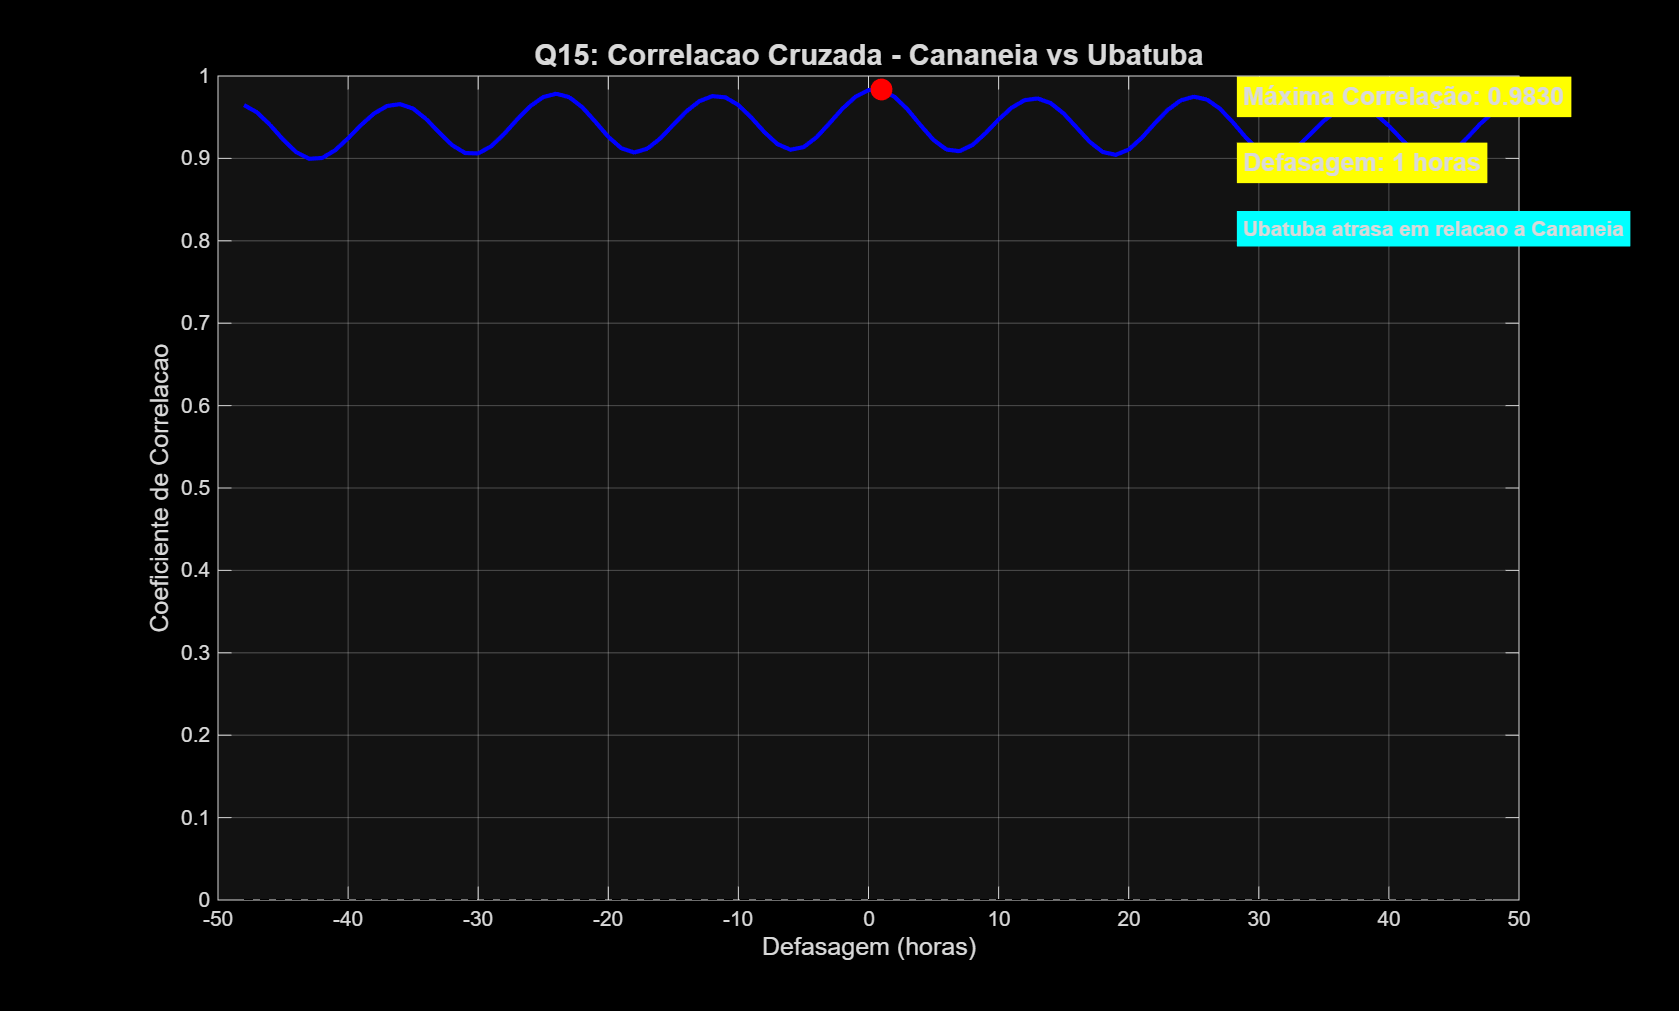 Q15: Correlacao Cruzada - Cananeia vs Ubatuba
Máxima Correlação: 0.9830
Defasagem: 1 horas
Ubatuba atrasa em relacao a Cananeia
Coeficiente de Correlacao
1
0.9
0.8
0.7
0.6
0.5
0.4
0.3
0.2
0.1
0
-50 -40 -30 -20 -10 0 10 20 30 40 50
Defasagem (horas)